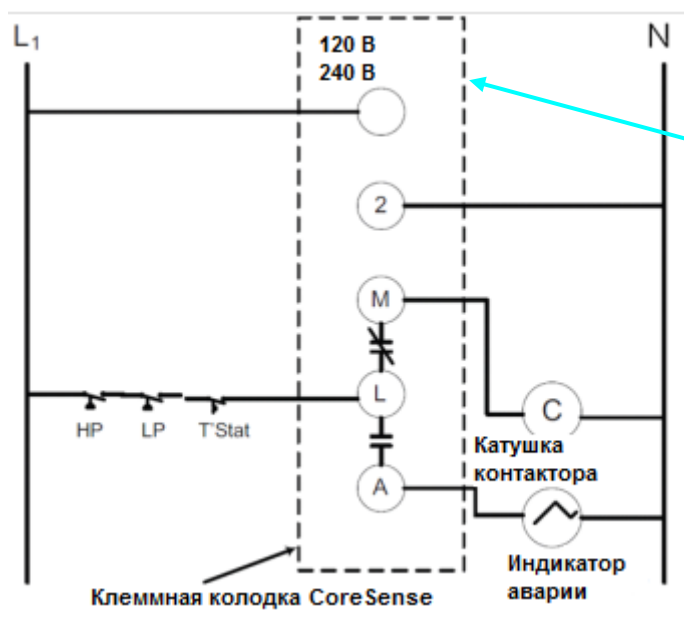 L1
120 В
240 В
N
2
M
L
HP
LP
T'Stat
C
Катушка
контактора
A
Индикатор
аварии
Клеммная колодка CoreSense